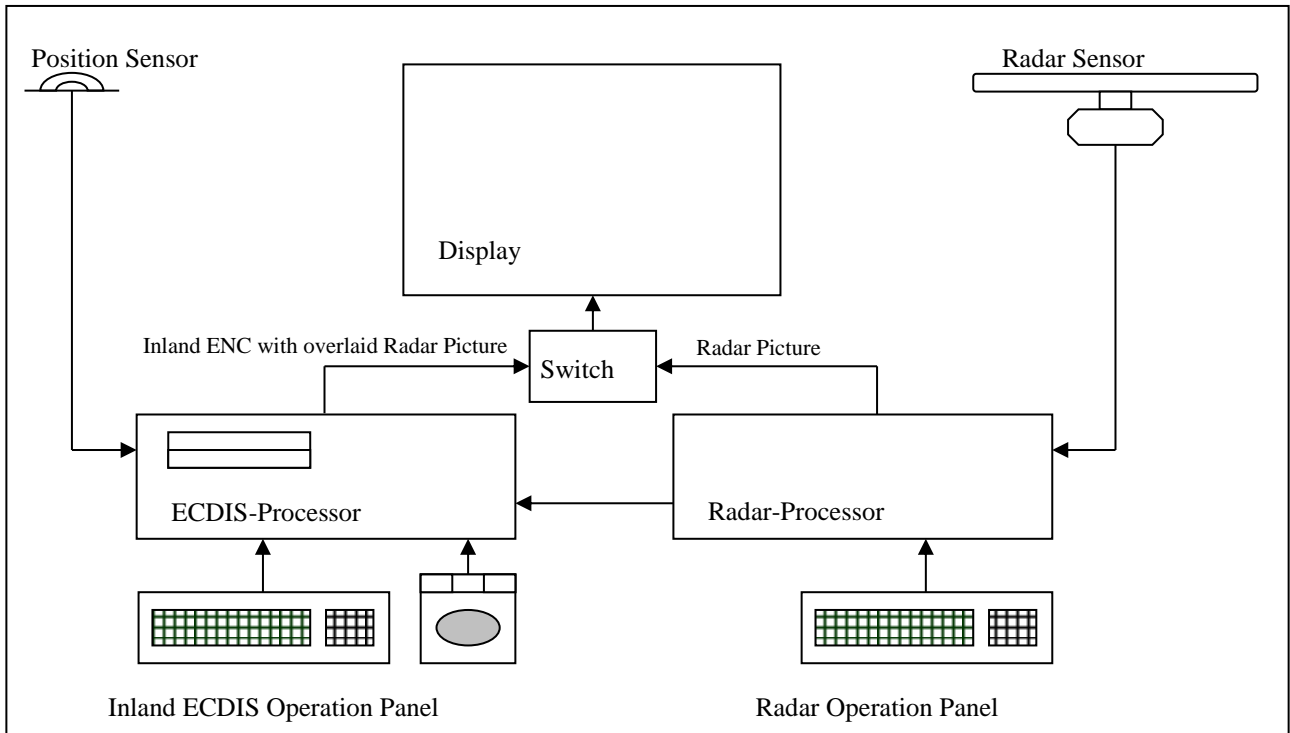 Position Sensor
Radar Sensor
Display
Inland ENC with overlaid Radar Picture
Radar Picture
Switch
ECDIS-Processor
Radar-Processor
Inland ECDIS Operation Panel
Radar Operation Panel